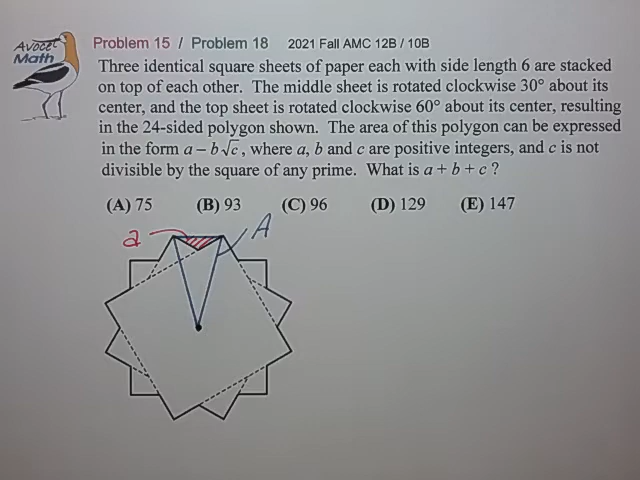 Avocet
Math
Problem 15 / Problem 18 2021 Fall AMC 12B / 10B
Three identical square sheets of paper each with side length 6 are stacked
on top of each other. The middle sheet is rotated clockwise 30° about its
center, and the top sheet is rotated clockwise 60° about its center, resulting
in the 24-sided polygon shown. The area of this polygon can be expressed
in the form a − b√c, where a, b and c are positive integers, and c is not
divisible by the square of any prime. What is a + b + c ?
(A) 75 (B) 93 (C) 96 (D) 129 (E) 147
a A